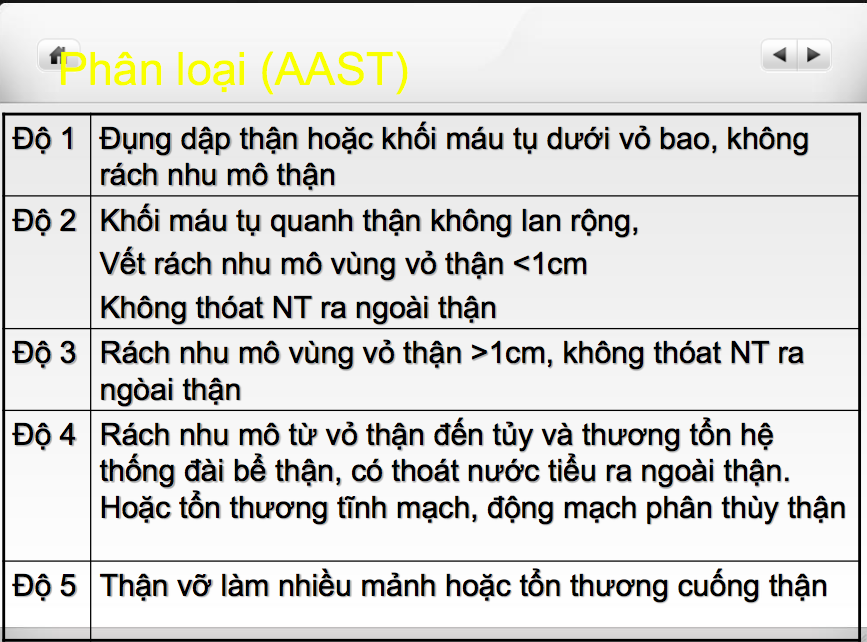 Phân loại (AAST)
Độ 1 Đụng dập thận hoặc khối máu tụ dưới vỏ bao, không
rách nhu mô thận
Độ 2 Khối máu tụ quanh thận không lan rộng,
Vết rách nhu mô vùng vỏ thận <1cm
Không thóat NT ra ngoài thận
Độ 3 Rách nhu mô vùng vỏ thận >1cm, không thóat NT ra
ngòai thận
Độ 4 Rách nhu mô từ vỏ thận đến tủy và thương tổn hệ
thống đài bể thận, có thoát nước tiểu ra ngoài thận.
Hoặc tổn thương tĩnh mạch, động mạch phân thùy thận
Độ 5 Thận vỡ làm nhiều mảnh hoặc tổn thương cuống thận